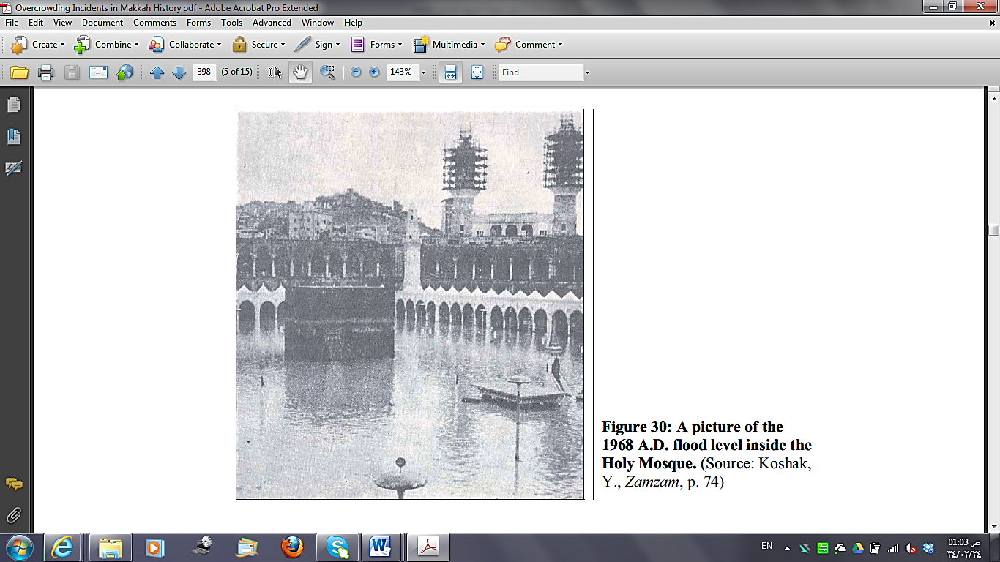 Overcrowding Incidents in Makkah History.pdf - Adobe Acrobat Pro Extended
File Edit View Document Comments Forms Tools Advanced Window Help
Create Combine Collaborate Secure Sign Forms Multimedia Comment
398 (5 of 15) 143% Find
Figure 30: A picture of the
1968 A.D. flood level inside the
Holy Mosque. (Source: Koshak,
Y., Zamzam, p. 74)
EN
01:03 ص
٣٤/٠٢/٢٤